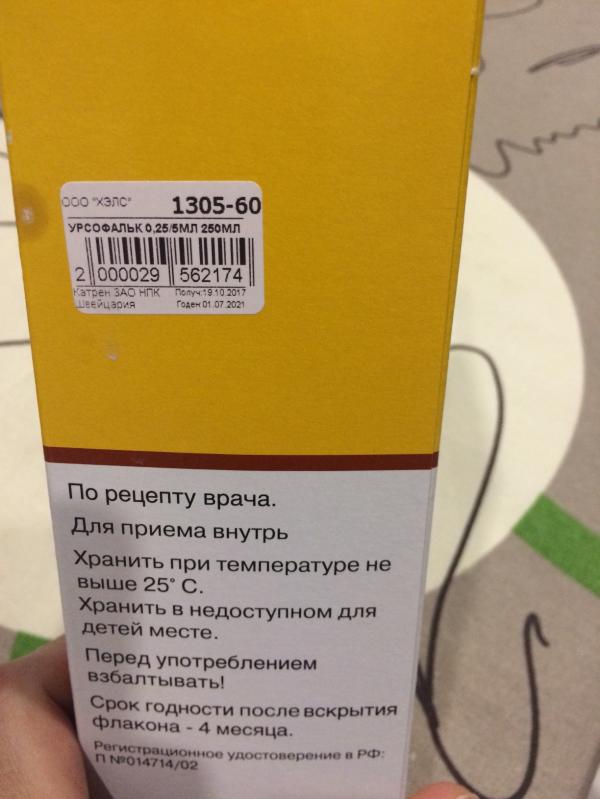 ООО "ХЭЛС" 1305-60
УРСОФАЛЬК 0,25/5МЛ 250МЛ
2 000029 562174
Катрен ЗАО НПК Получ:19.10.2017
Швейцария Годен:01.07.2021
По рецепту врача.
Для приема внутрь
Хранить при температуре не
выше 25° С.
Хранить в недоступном для
детей месте.
Перед употреблением
взбалтывать!
Срок годности после вскрытия
флакона - 4 месяца.
Регистрационное удостоверение в РФ:
П №014714/02